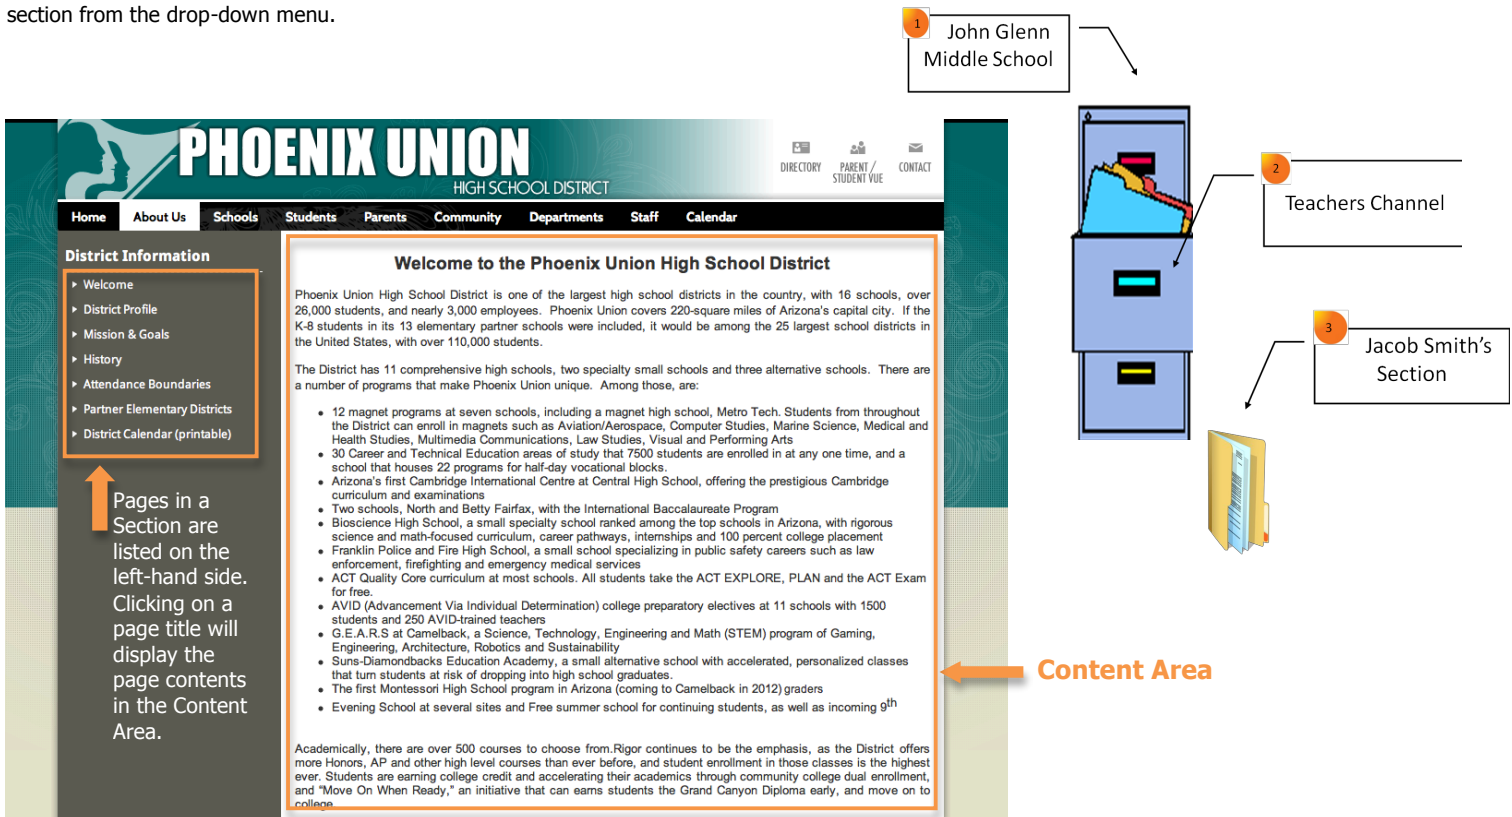 section from the drop-down menu.
1
John Glenn
Middle School
2
Teachers Channel
3
Jacob Smith's
Section
PHOENIX UNION
HIGH SCHOOL DISTRICT
DIRECTORY
PARENT /
STUDENT VUE
CONTACT
Home About Us Schools Students Parents Community Departments Staff Calendar
District Information
Welcome
District Profile
Mission & Goals
History
Attendance Boundaries
Partner Elementary Districts
District Calendar (printable)
Pages in a
Section are
listed on the
left-hand side.
Clicking on a
page title will
display the
page contents
in the Content
Area.
Welcome to the Phoenix Union High School District
Phoenix Union High School District is one of the largest high school districts in the country, with 16 schools, over
26,000 students, and nearly 3,000 employees. Phoenix Union covers 220-square miles of Arizona's capital city. If the
K-8 students in its 13 elementary partner schools were included, it would be among the 25 largest school districts in
the United States, with over 110,000 students.
The District has 11 comprehensive high schools, two specialty small schools and three alternative schools. There are
a number of programs that make Phoenix Union unique. Among those, are:
• 12 magnet programs at seven schools, including a magnet high school, Metro Tech. Students from throughout
the District can enroll in magnets such as Aviation/Aerospace, Computer Studies, Marine Science, Medical and
Health Studies, Multimedia Communications, Law Studies, Visual and Performing Arts
• 30 Career and Technical Education areas of study that 7500 students are enrolled in at any one time, and a
school that houses 22 programs for half-day vocational blocks.
• Arizona's first Cambridge International Centre at Central High School, offering the prestigious Cambridge
curriculum and examinations
• Two schools, North and Betty Fairfax, with the International Baccalaureate Program
• Bioscience High School, a small specialty school ranked among the top schools in Arizona, with rigorous
science and math-focused curriculum, career pathways, internships and 100 percent college placement
• Franklin Police and Fire High School, a small school specializing in public safety careers such as law
enforcement, firefighting and emergency medical services
• ACT Quality Core curriculum at most schools. All students take the ACT EXPLORE, PLAN and the ACT Exam
for free.
• AVID (Advancement Via Individual Determination) college preparatory electives at 11 schools with 1500
students and 250 AVID-trained teachers
• G.E.A.R.S at Camelback, a Science, Technology, Engineering and Math (STEM) program of Gaming,
Engineering, Architecture, Robotics and Sustainability
• Suns-Diamondbacks Education Academy, a small alternative school with accelerated, personalized classes
that turn students at risk of dropping into high school graduates.
• The first Montessori High School program in Arizona (coming to Camelback in 2012) graders
• Evening School at several sites and Free summer school for continuing students, as well as incoming 9th
Academically, there are over 500 courses to choose from.Rigor continues to be the emphasis, as the District offers
more Honors, AP and other high level courses than ever before, and student enrollment in those classes is the highest
ever. Students are earning college credit and accelerating their academics through community college dual enrollment,
and “Move On When Ready,” an initiative that can earns students the Grand Canyon Diploma early, and move on to
college
Content Area